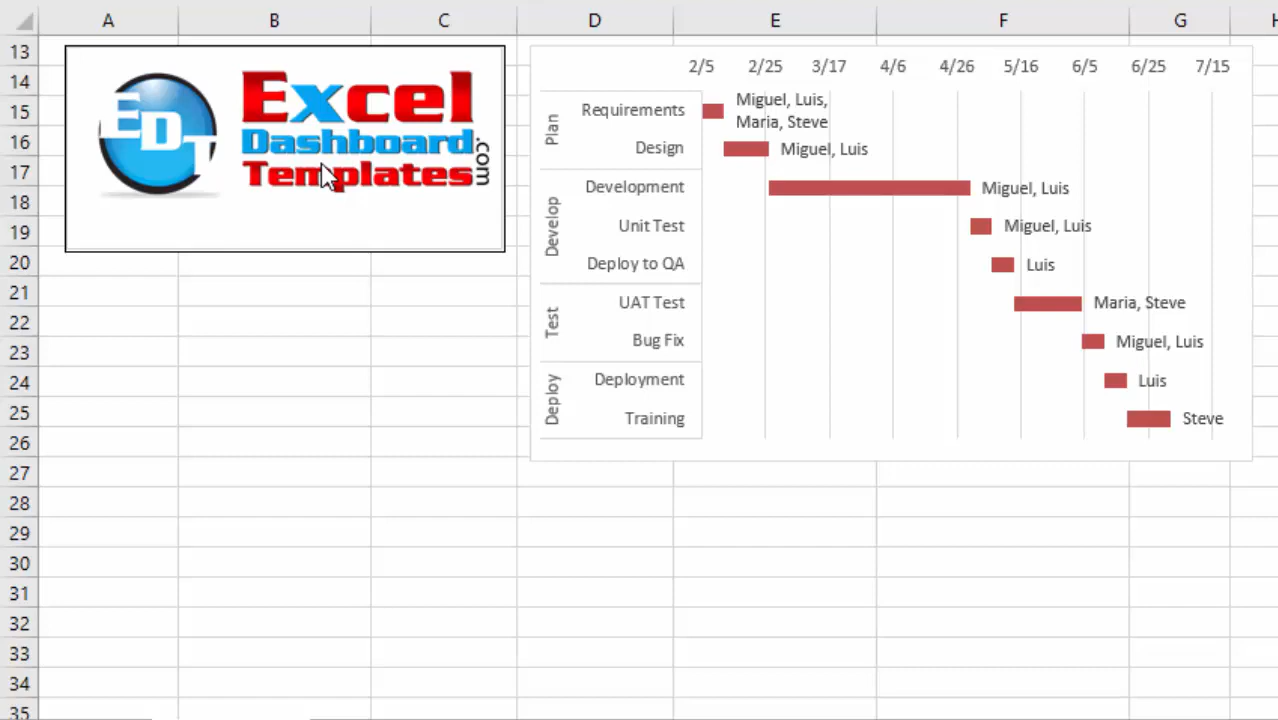 A B C D E F G H
13
14
15
16
17
18
19
20
21
22
23
24
25
26
27
28
29
30
31
32
33
34
35
EDT
Excel
Dashboard
Templates
.com
2/5 2/25 3/17 4/6 4/26 5/16 6/5 6/25 7/15
Plan
Requirements Miguel, Luis,
Maria, Steve
Design Miguel, Luis
Develop
Development Miguel, Luis
Unit Test Miguel, Luis
Deploy to QA Luis
Test
UAT Test Maria, Steve
Bug Fix Miguel, Luis
Deploy
Deployment Luis
Training Steve